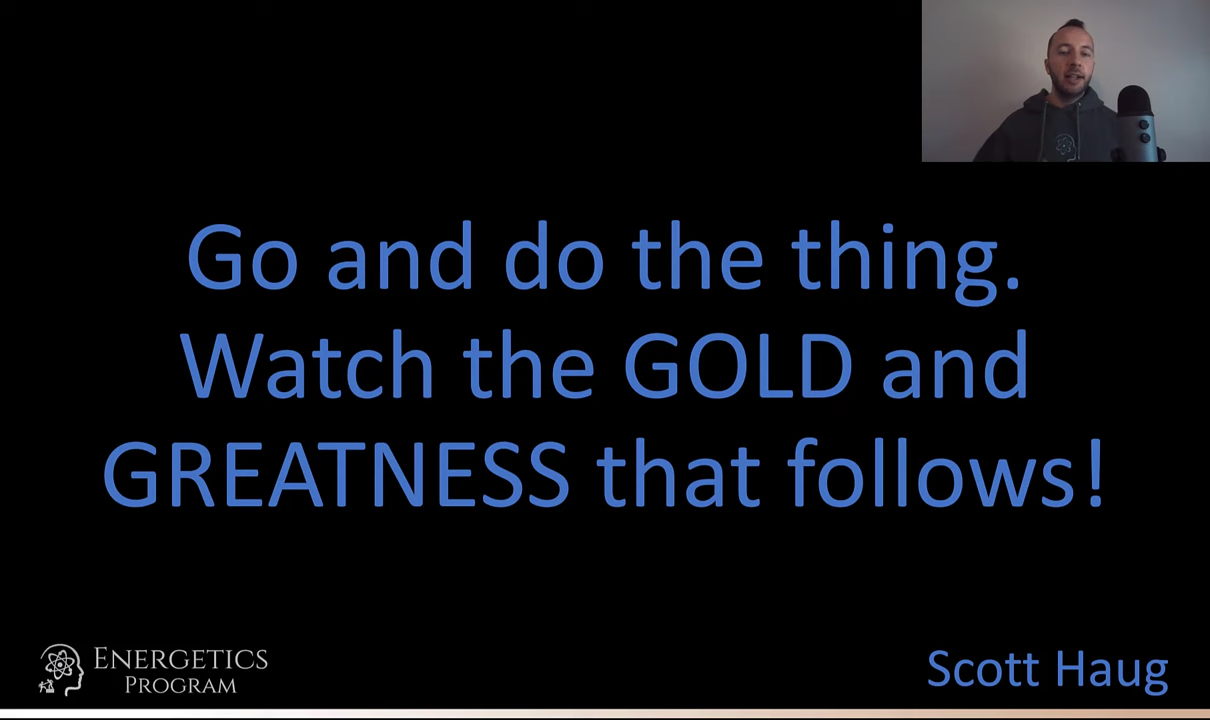 Go and do the thing.
Watch the GOLD and
GREATNESS that follows!
ENERGETICS
PROGRAM
Scott Haug